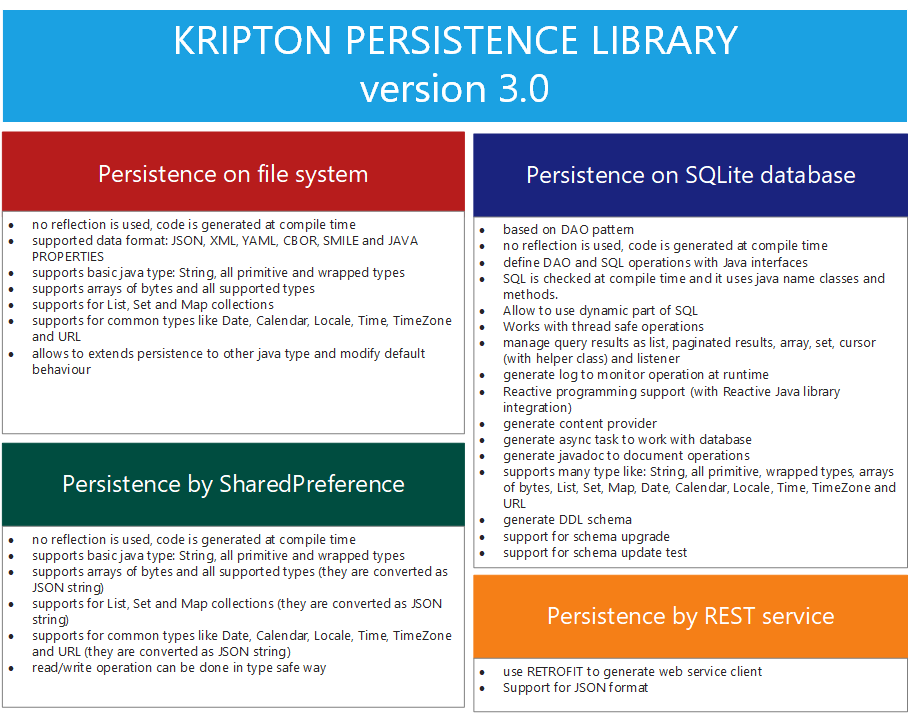 KRIPTON PERSISTENCE LIBRARY
version 3.0
Persistence on file system
• no reflection is used, code is generated at compile time
• supported data format: JSON, XML, YAML, CBOR, SMILE and JAVA
PROPERTIES
• supports basic java type: String, all primitive and wrapped types
• supports arrays of bytes and all supported types
• supports for List, Set and Map collections
• supports for common types like Date, Calendar, Locale, Time, TimeZone
and URL
• allows to extends persistence to other java type and modify default
behaviour
Persistence by SharedPreference
• no reflection is used, code is generated at compile time
• supports basic java type: String, all primitive and wrapped types
• supports arrays of bytes and all supported types (they are converted as
JSON string)
• supports for List, Set and Map collections (they are converted as JSON
string)
• supports for common types like Date, Calendar, Locale, Time, TimeZone
and URL (they are converted as JSON string)
• read/write operation can be done in type safe way
Persistence on SQLite database
• based on DAO pattern
• no reflection is used, code is generated at compile time
• define DAO and SQL operations with Java interfaces
• SQL is checked at compile time and it uses java name classes and
methods.
• Allow to use dynamic part of SQL
• Works with thread safe operations
• manage query results as list, paginated results, array, set, cursor
(with helper class) and listener
• generate log to monitor operation at runtime
• Reactive programming support (with Reactive Java library
integration)
• generate content provider
• generate async task to work with database
• generate javadoc to document operations
• supports many type like: String, all primitive, wrapped types, arrays
of bytes, List, Set, Map, Date, Calendar, Locale, Time, TimeZone and
URL
• generate DDL schema
• support for schema upgrade
• support for schema update test
Persistence by REST service
• use RETROFIT to generate web service client
• Support for JSON format